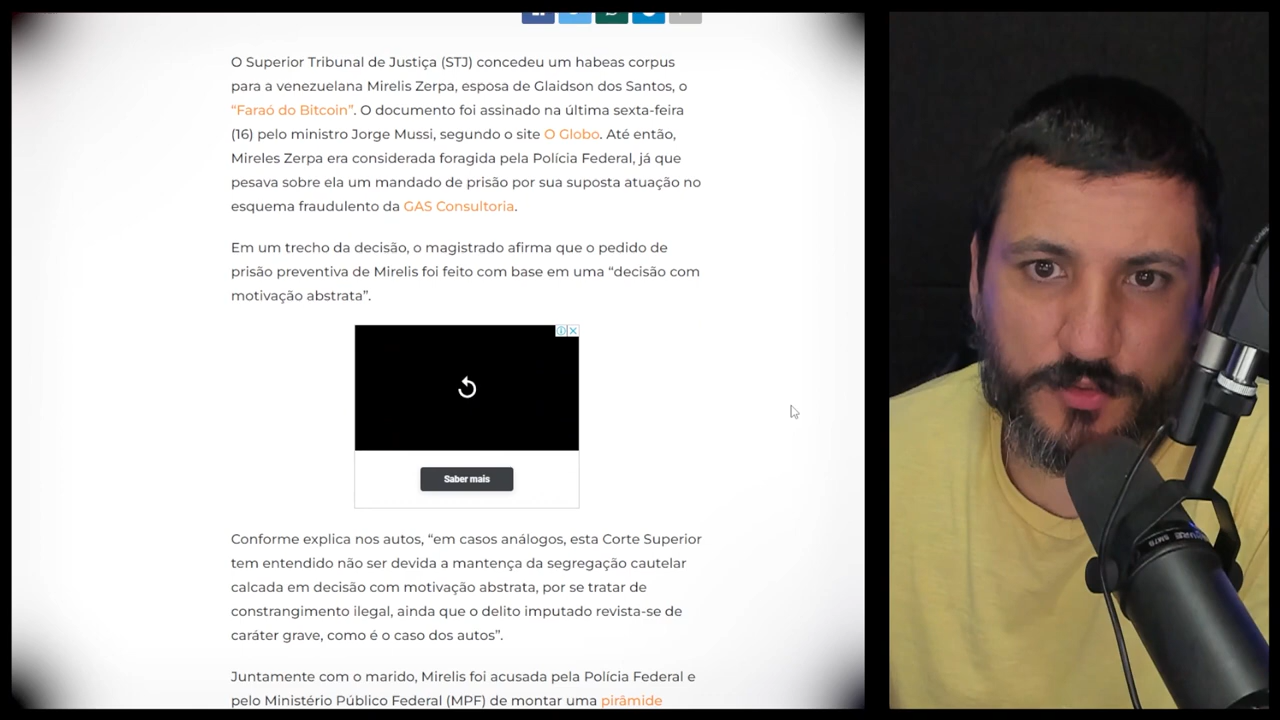 O Superior Tribunal de Justiça (STJ) concedeu um habeas corpus
para a venezuelana Mirelis Zerpa, esposa de Glaidson dos Santos, o
“Faraó do Bitcoin”. O documento foi assinado na última sexta-feira
(16) pelo ministro Jorge Mussi, segundo o site O Globo. Até então,
Mireles Zerpa era considerada foragida pela Polícia Federal, já que
pesava sobre ela um mandado de prisão por sua suposta atuação no
esquema fraudulento da GAS Consultoria.
Em um trecho da decisão, o magistrado afirma que o pedido de
prisão preventiva de Mirelis foi feito com base em uma “decisão com
motivação abstrata”.
Saber mais
Conforme explica nos autos, “em casos análogos, esta Corte Superior
tem entendido não ser devida a mantença da segregação cautelar
calcada em decisão com motivação abstrata, por se tratar de
constrangimento ilegal, ainda que o delito imputado revista-se de
caráter grave, como é o caso dos autos”.
Juntamente com o marido, Mirelis foi acusada pela Polícia Federal e
pelo Ministério Público Federal (MPF) de montar uma pirâmide